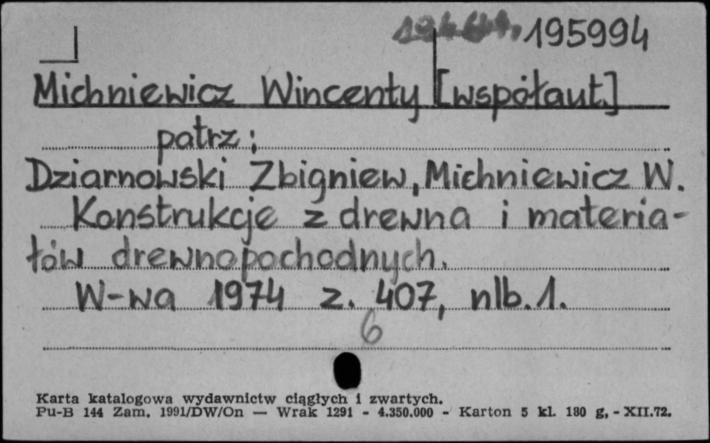 195994
Michniewicz Wincenty [współaut.]
patrz:
Dziarnowski Zbigniew, Michniewicz W.
Konstrukcje z drewna i materia-
łów drewnopochodnych.
W-wa 1974 z. 407, nlb. 1.
6
Karta katalogowa wydawnictw ciągłych i zwartych.
Pu-B 144 Zam. 1991/DW/On — Wrak 1291 - 4.350.000 - Karton 5 kl. 180 g, - XII.72.